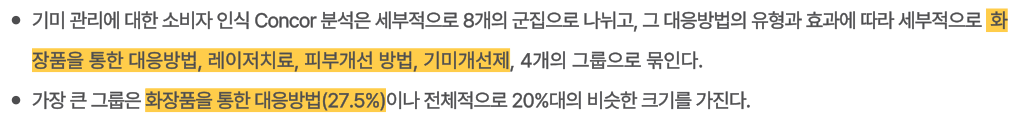 • 기미 관리에 대한 소비자 인식 Concor 분석은 세부적으로 8개의 군집으로 나뉘고, 그 대응방법의 유형과 효과에 따라 세부적으로 화
장품을 통한 대응방법, 레이저치료, 피부개선 방법, 기미개선제, 4개의 그룹으로 묶인다.
• 가장 큰 그룹은 화장품을 통한 대응방법(27.5%)이나 전체적으로 20%대의 비슷한 크기를 가진다.